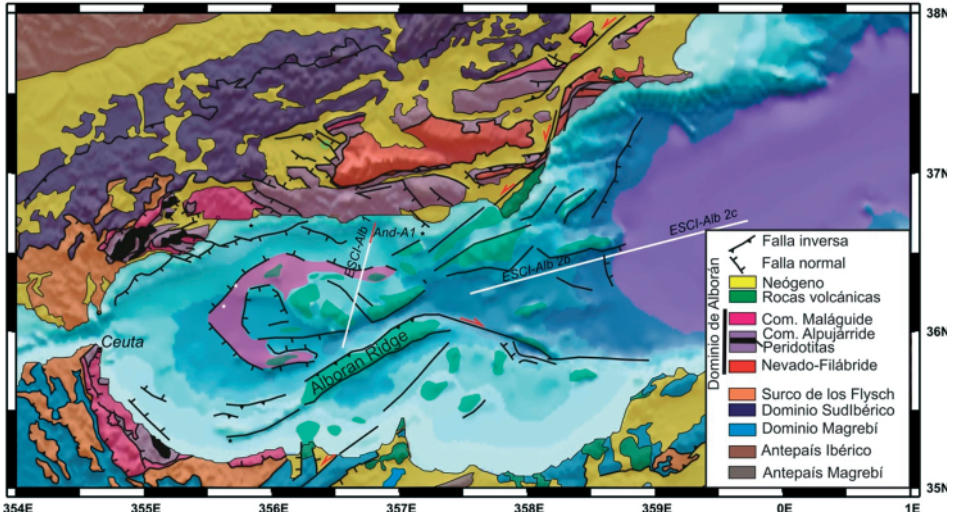 38N
37N
36N
35N
ESCI-Alb 1
And-A1
ESCI-Alb 2c
ESCI-Alb 2b
Ceuta
Alborán Ridge
Falla inversa
Falla normal
Neógeno
Rocas volcánicas
Dominio de Alborán
Com. Maláguide
Com. Alpujárride
Peridotitas
Nevado-Filábride
Surco de los Flysch
Dominio SudIbérico
Dominio Magrebí
Antepaís Ibérico
Antepaís Magrebí
354E 355E 356E 357E 358E 359E 0E 1E